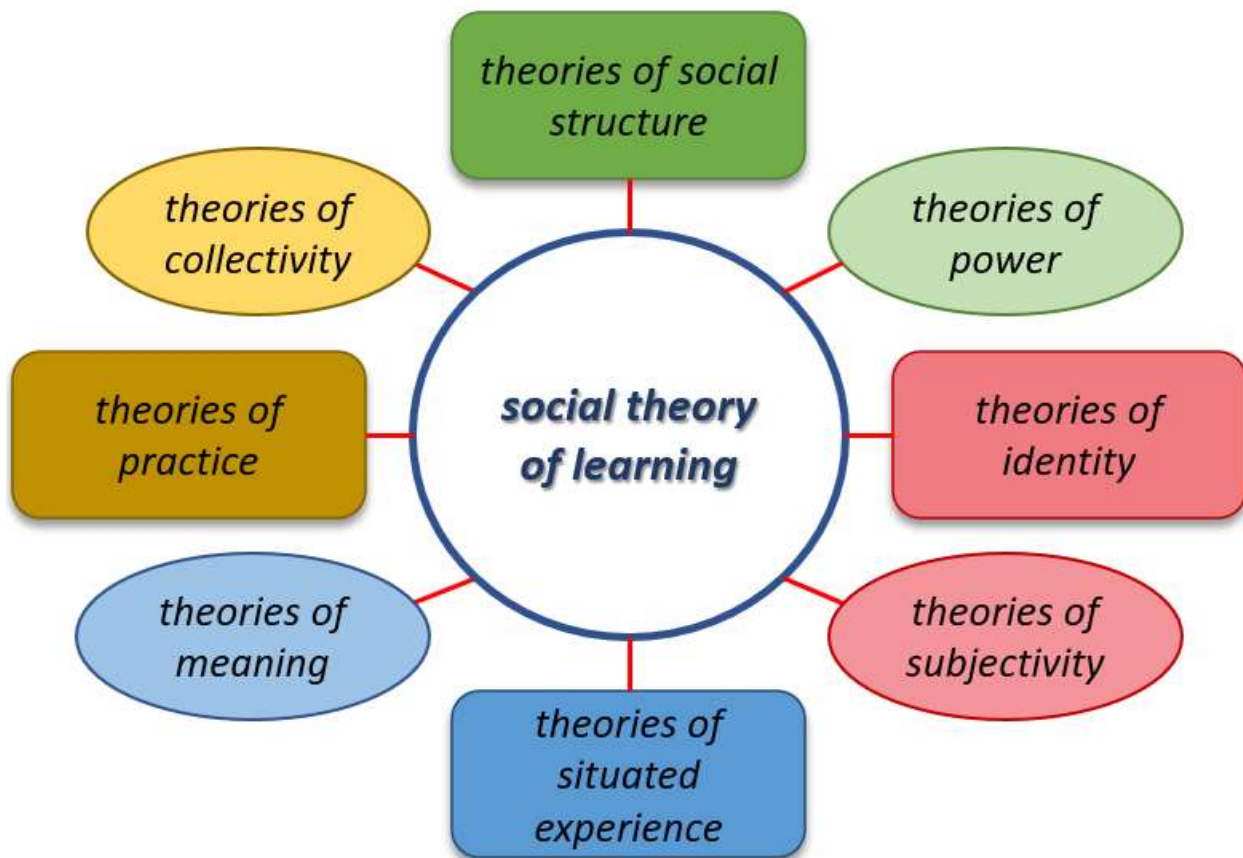 theories of social
structure
theories of
collectivity
theories of
power
theories of
practice
social theory
of learning
theories of
identity
theories of
meaning
theories of
subjectivity
theories of
situated
experience